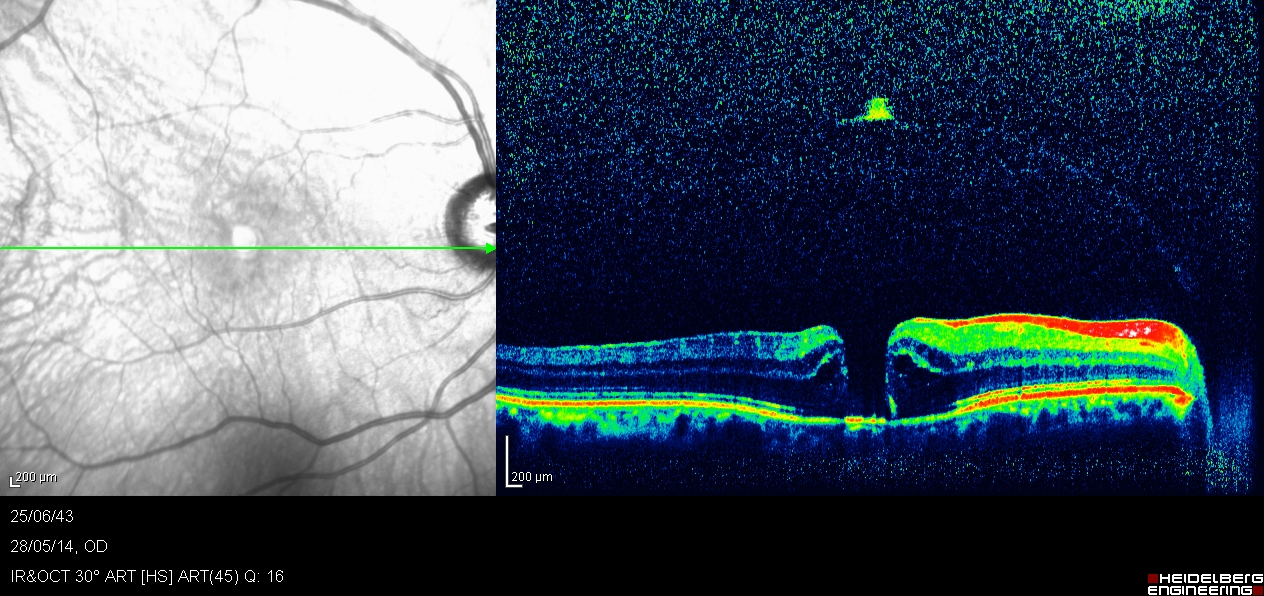 200 µm
200 µm
25/06/43
28/05/14, OD
IR&OCT 30° ART [HS] ART(45) Q: 16
HEIDELBERG
ENGINEERING